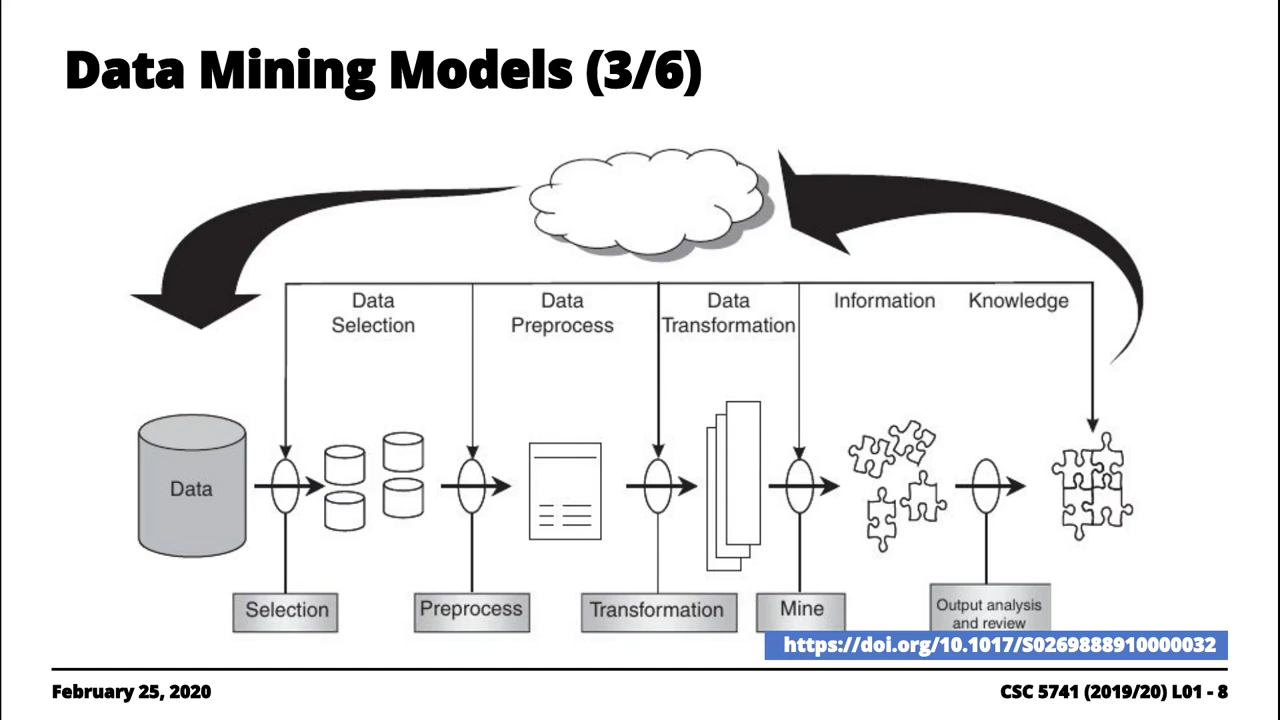 Data Mining Models (3/6)
Data
Selection
Data
Preprocess
Data
Transformation
Information
Knowledge
Data
Selection
Preprocess
Transformation
Mine
Output analysis
and review
https://doi.org/10.1017/S0269888910000032
February 25, 2020
CSC 5741 (2019/20) L01 - 8